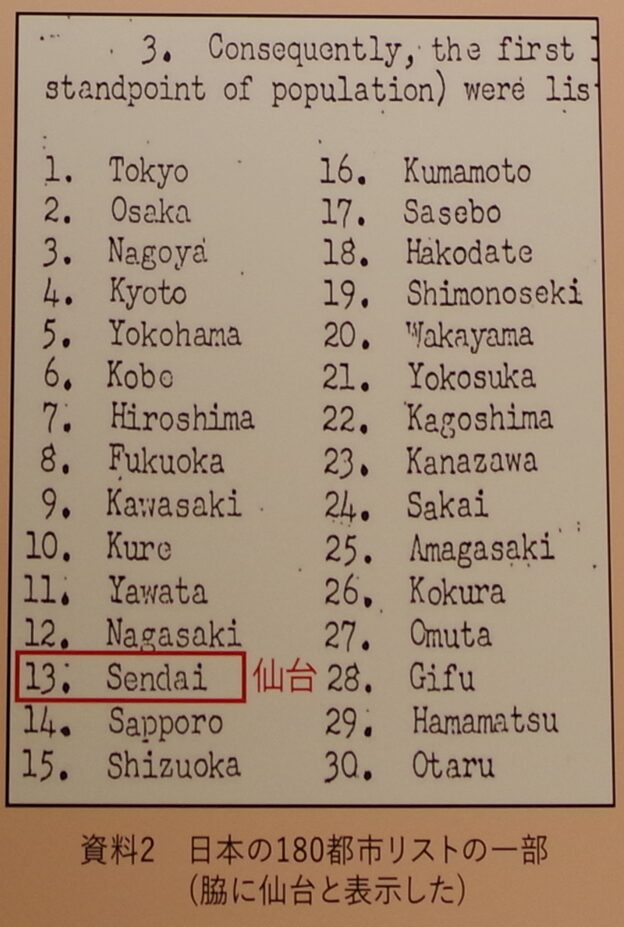 3. Consequently, the first
standpoint of population) were lis
1. Tokyo 16. Kumamoto
2. Osaka 17. Sasebo
3. Nagoya 18. Hakodate
4. Kyoto 19. Shimonoseki
5. Yokohama 20. Wakayama
6. Kobe 21. Yokosuka
7. Hiroshima 22. Kagoshima
8. Fukuoka 23. Kanazawa
9. Kawasaki 24. Sakai
10. Kure 25. Amagasaki
11. Yawata 26. Kokura
12. Nagasaki 27. Omuta
13. Sendai 仙台 28. Gifu
14. Sapporo 29. Hamamatsu
15. Shizuoka 30. Otaru
資料2 日本の180都市リストの一部
(脇に仙台と表示した)